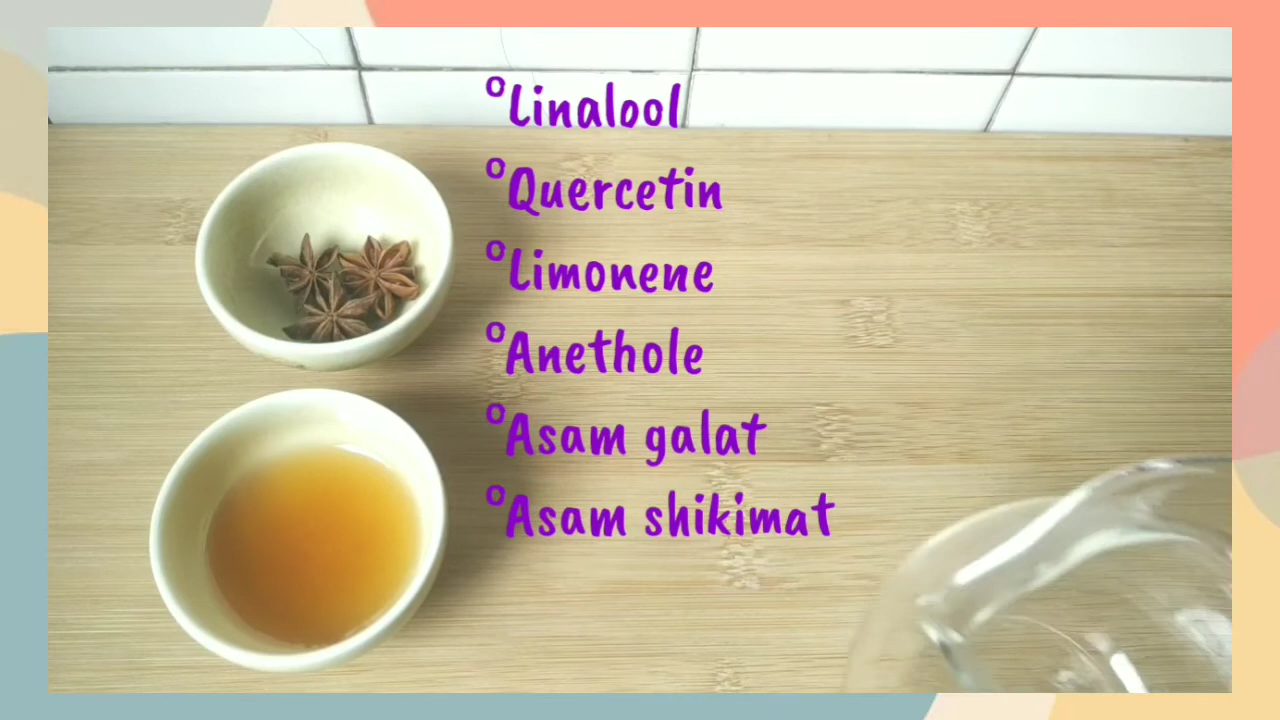 °Linalool
°Quercetin
°Limonene
°Anethole
°Asam galat
°Asam shikimat